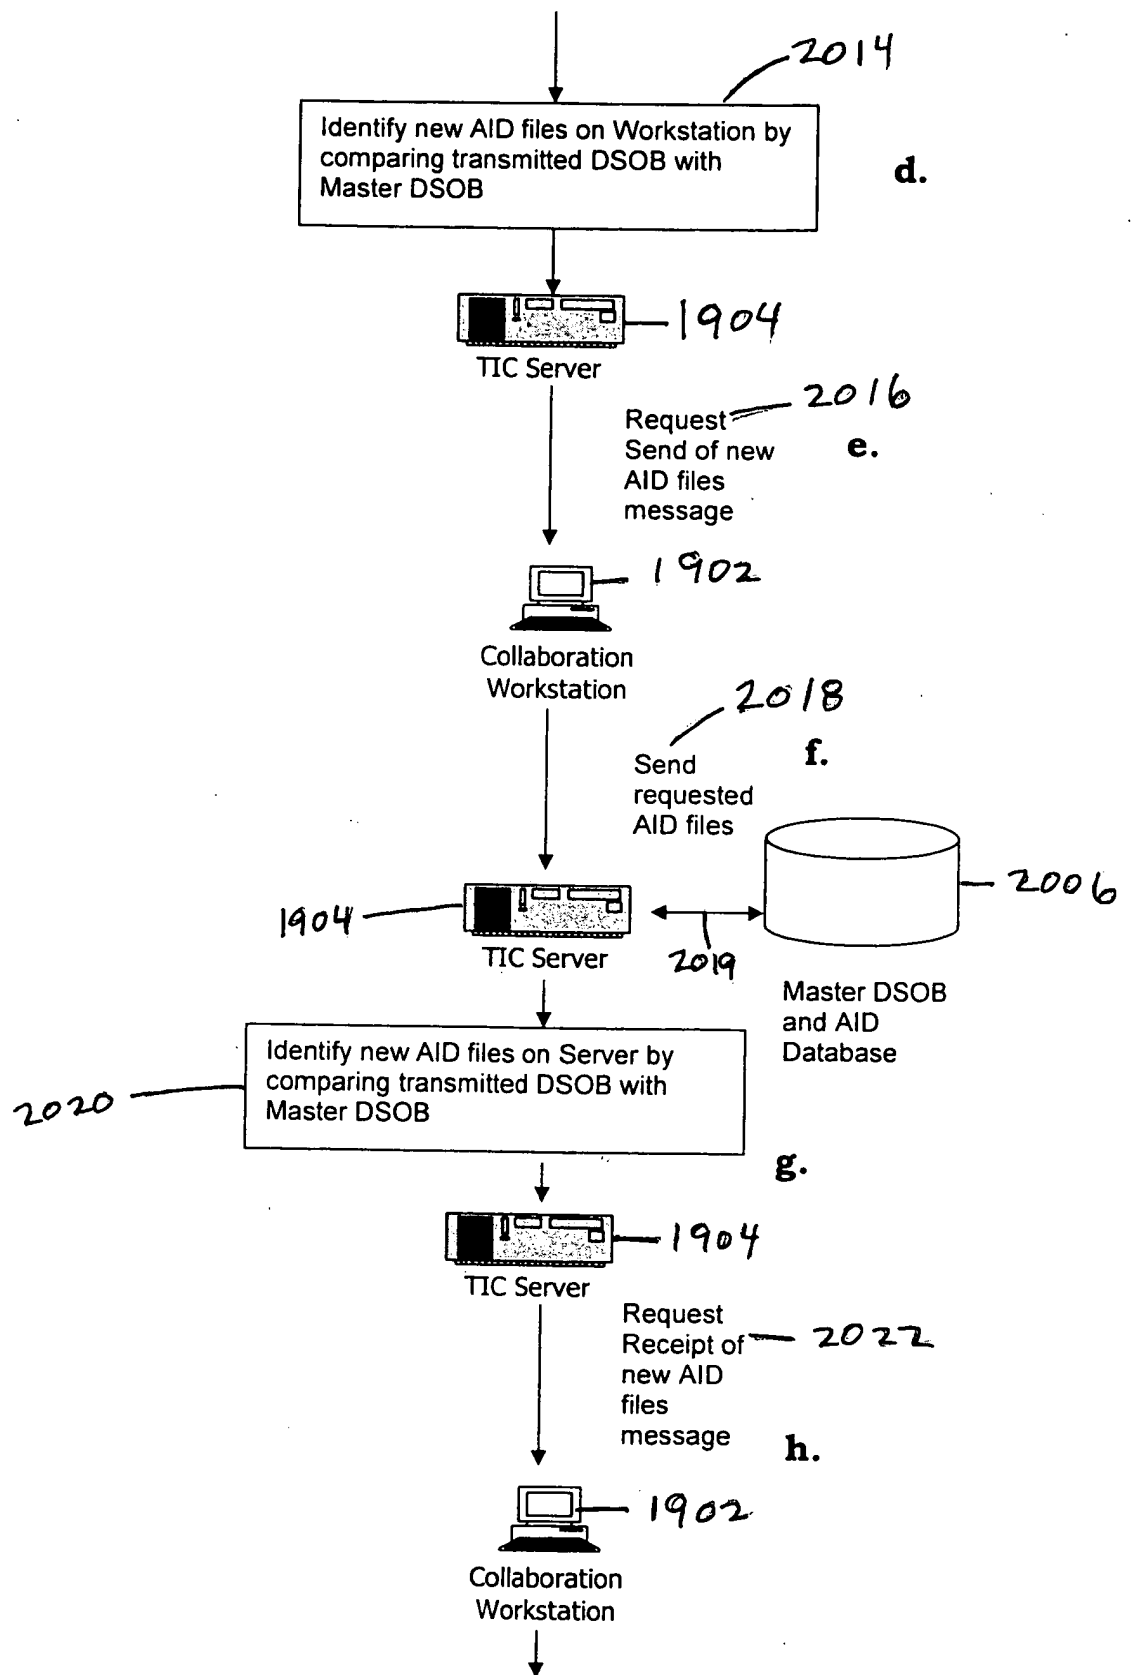 2014
Identify new AID files on Workstation by
comparing transmitted DSOB with
Master DSOB
d.
1904
TIC Server
2016
Request
Send of new
AID files
message
e.
1902
Collaboration
Workstation
2018
f.
Send
requested
AID files
2006
1904
TIC Server
2019
Master DSOB
and AID
Database
Identify new AID files on Server by
comparing transmitted DSOB with
Master DSOB
2020
g.
1904
TIC Server
Request
Receipt of
new AID
files
message
2022
h.
1902
Collaboration
Workstation